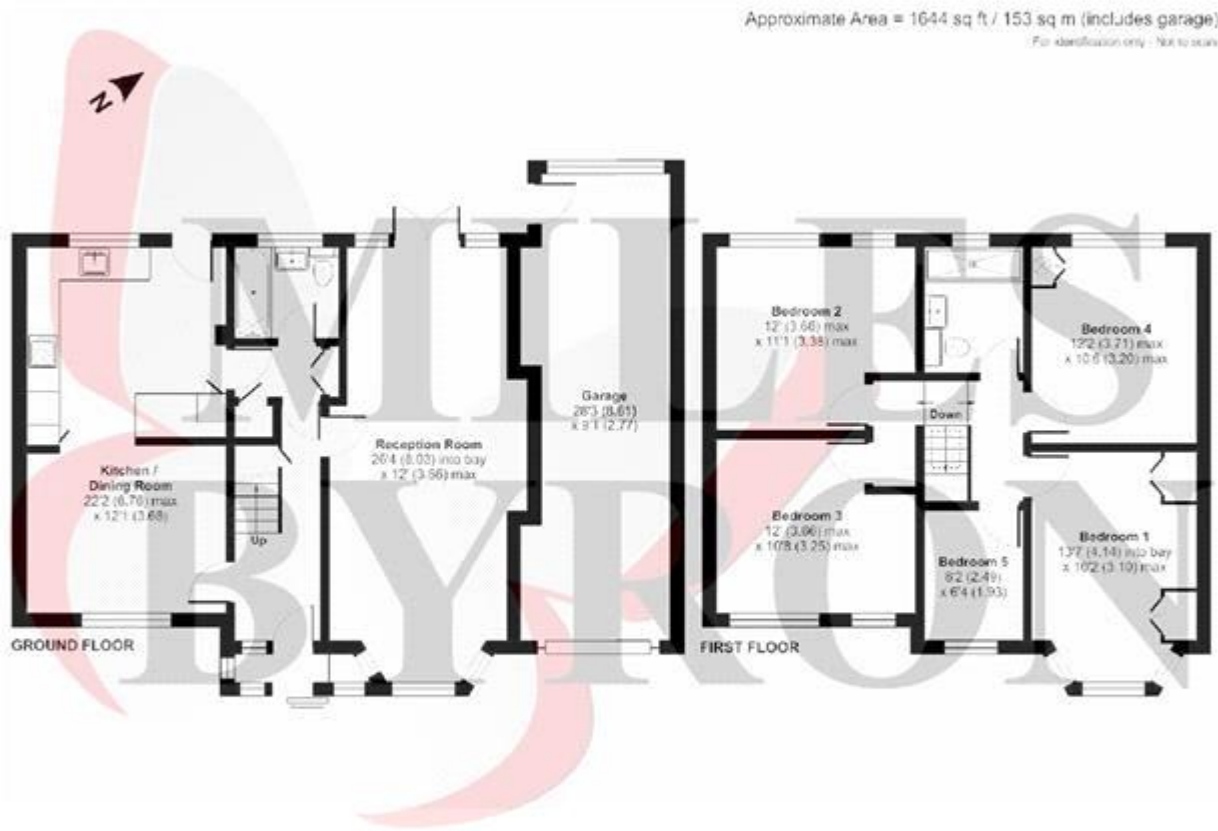 Approximate Area = 1644 sq ft / 153 sq m (includes garage)
For identification only - Not to scale
N
MILES
BYRON
Kitchen /
Dining Room
22'2 (6.76) max
x 12'1 (3.68)
Up
Reception Room
26'4 (8.03) into bay
x 12' (3.66) max
Garage
28'3 (8.61)
x 9'1 (2.77)
GROUND FLOOR
Bedroom 2
12' (3.66) max
x 11'1 (3.38) max
Bedroom 4
12'2 (3.71) max
x 10'6 (3.20) max
Down
Bedroom 3
12' (3.66) max
x 10'8 (3.25) max
Bedroom 5
8'2 (2.49)
x 6'4 (1.93)
Bedroom 1
13'7 (4.14) into bay
x 10'2 (3.10) max
FIRST FLOOR